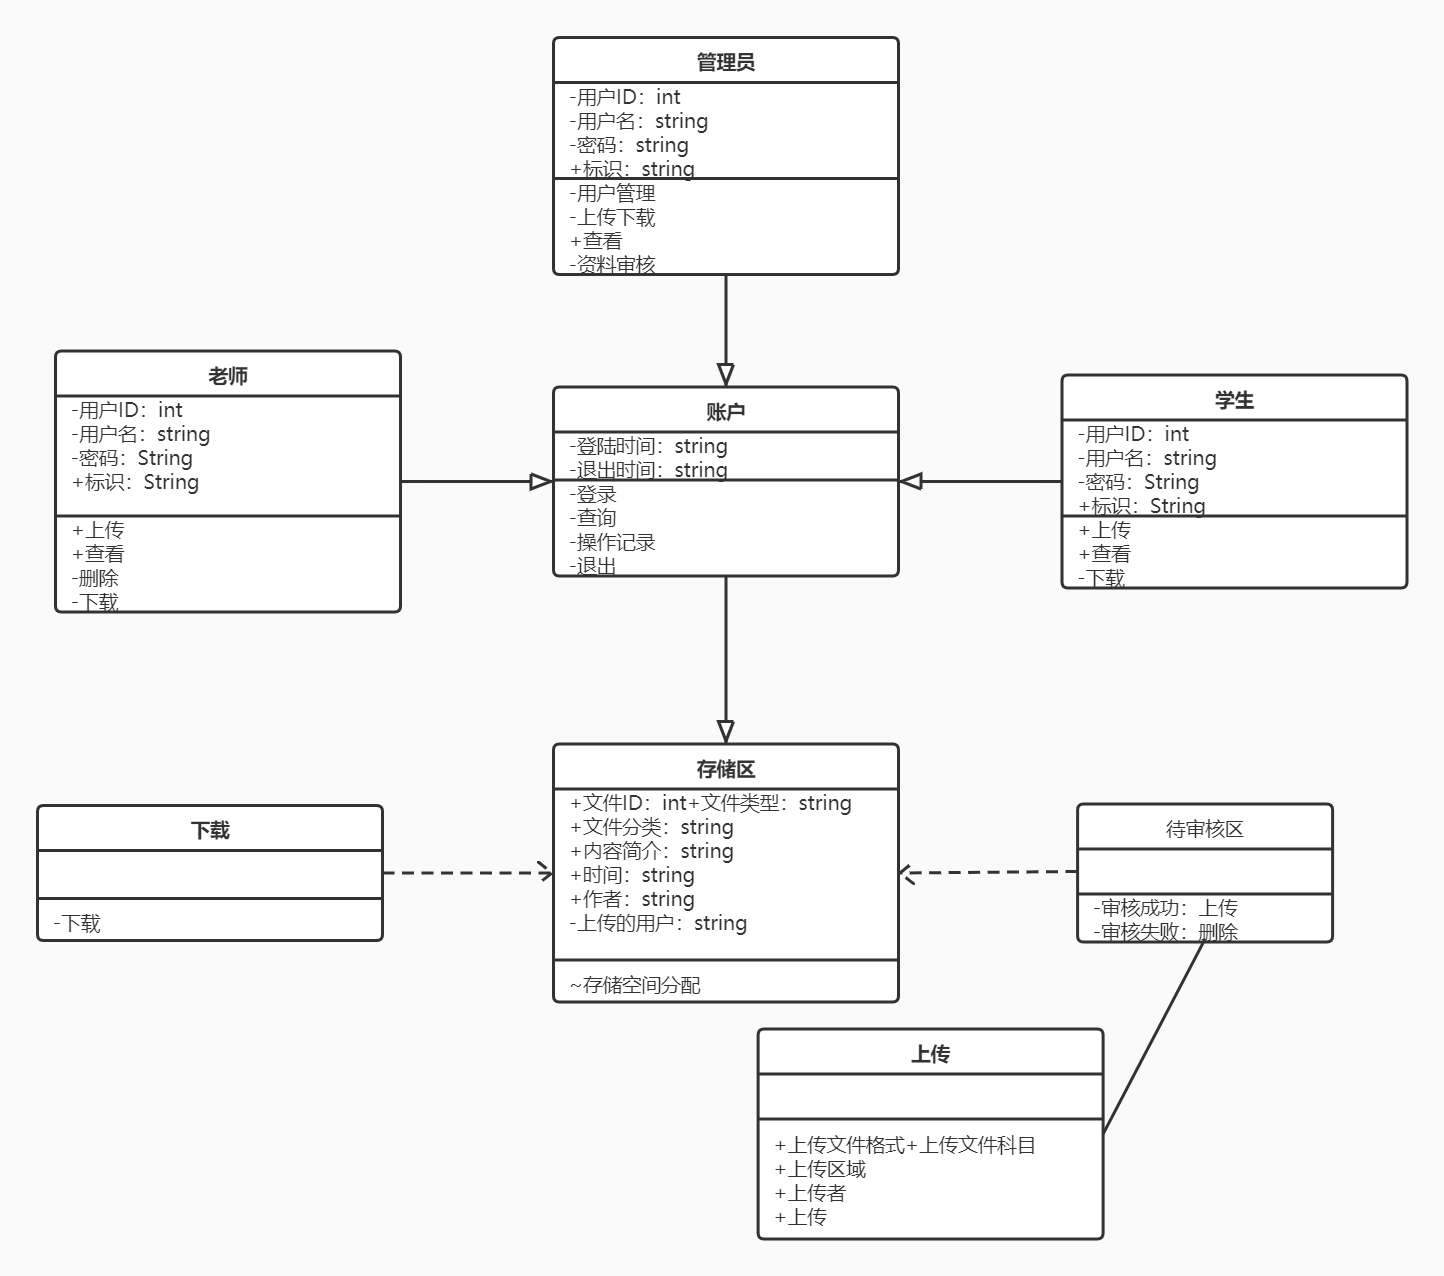 管理员
-用户ID：int
-用户名：string
-密码：string
+标识：string
-用户管理
-上传下载
+查看
-资料审核
老师
-用户ID：int
-用户名：string
-密码：String
+标识：String
+上传
+查看
-删除
-下载
账户
-登陆时间：string
-退出时间：string
-登录
-查询
-操作记录
-退出
学生
-用户ID：int
-用户名：string
-密码：String
+标识：String
+上传
+查看
-下载
下载
-下载
存储区
+文件ID：int+文件类型：string
+文件分类：string
+内容简介：string
+时间：string
+作者：string
-上传的用户：string
~存储空间分配
待审核区
-审核成功：上传
-审核失败：删除
上传
+上传文件格式+上传文件科目
+上传区域
+上传者
+上传